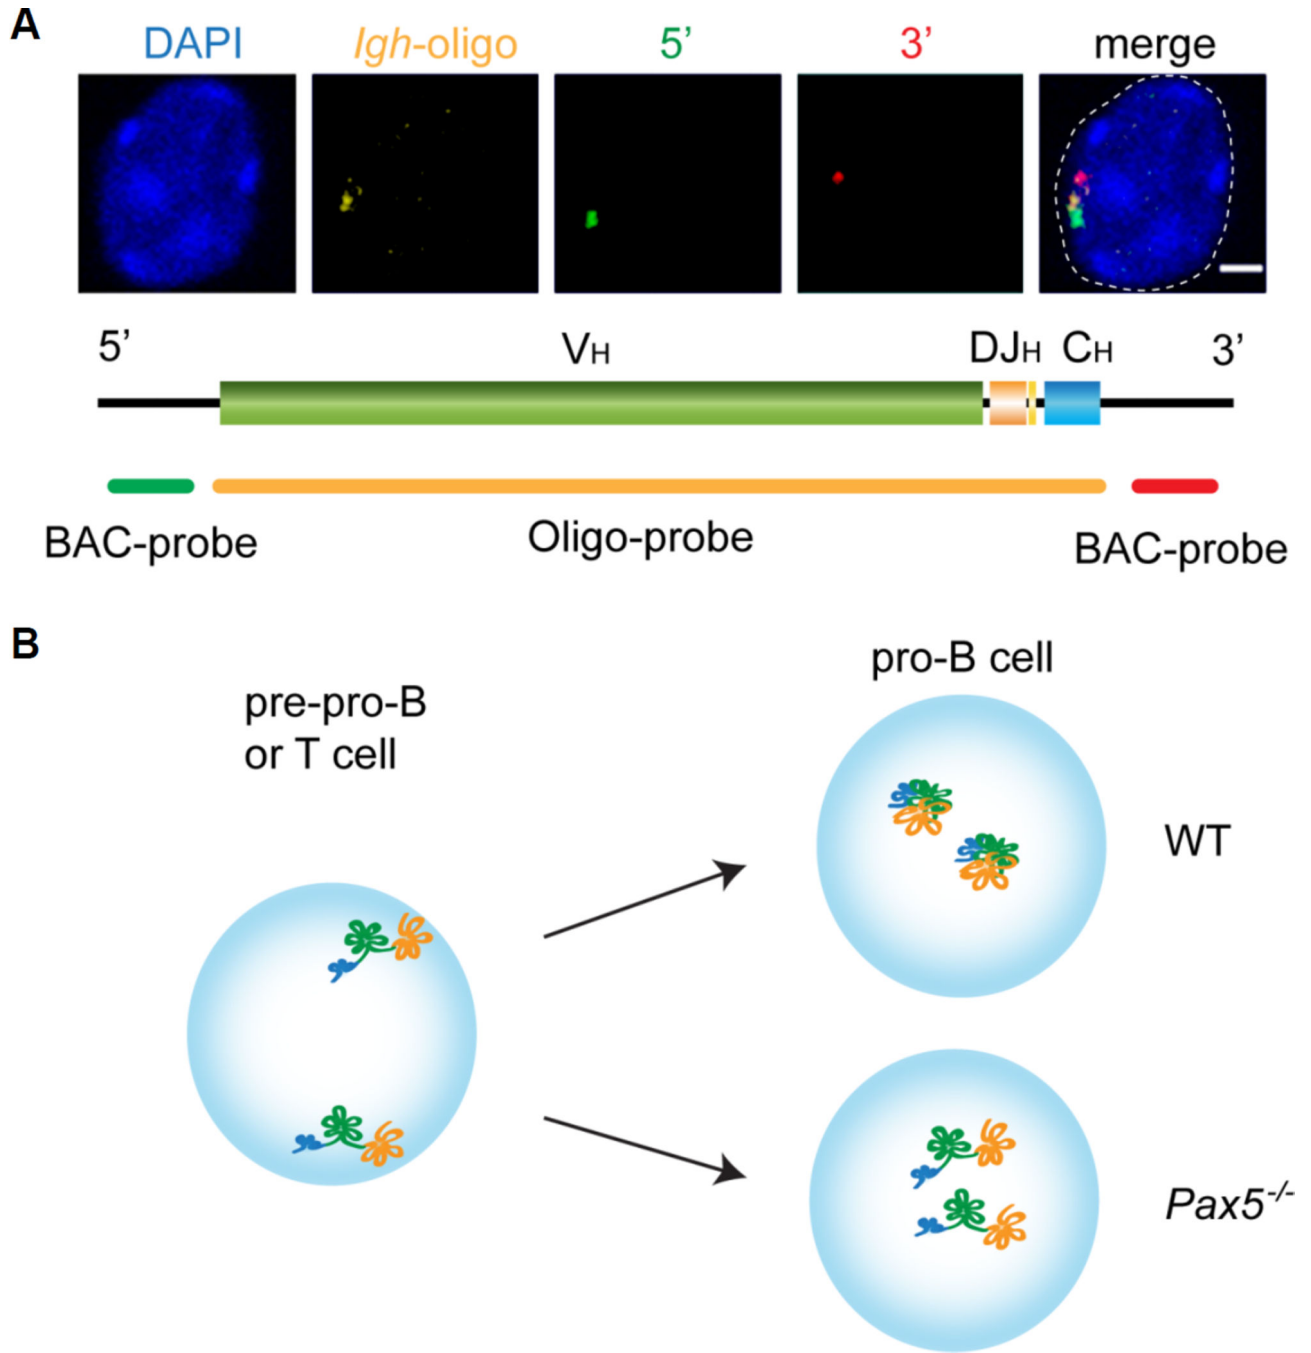 A
DAPI Igh-oligo 5’ 3’ merge
5’ VH DJH CH 3’
BAC-probe Oligo-probe BAC-probe
B
pre-pro-B
or T cell
pro-B cell
WT
Pax5-/-